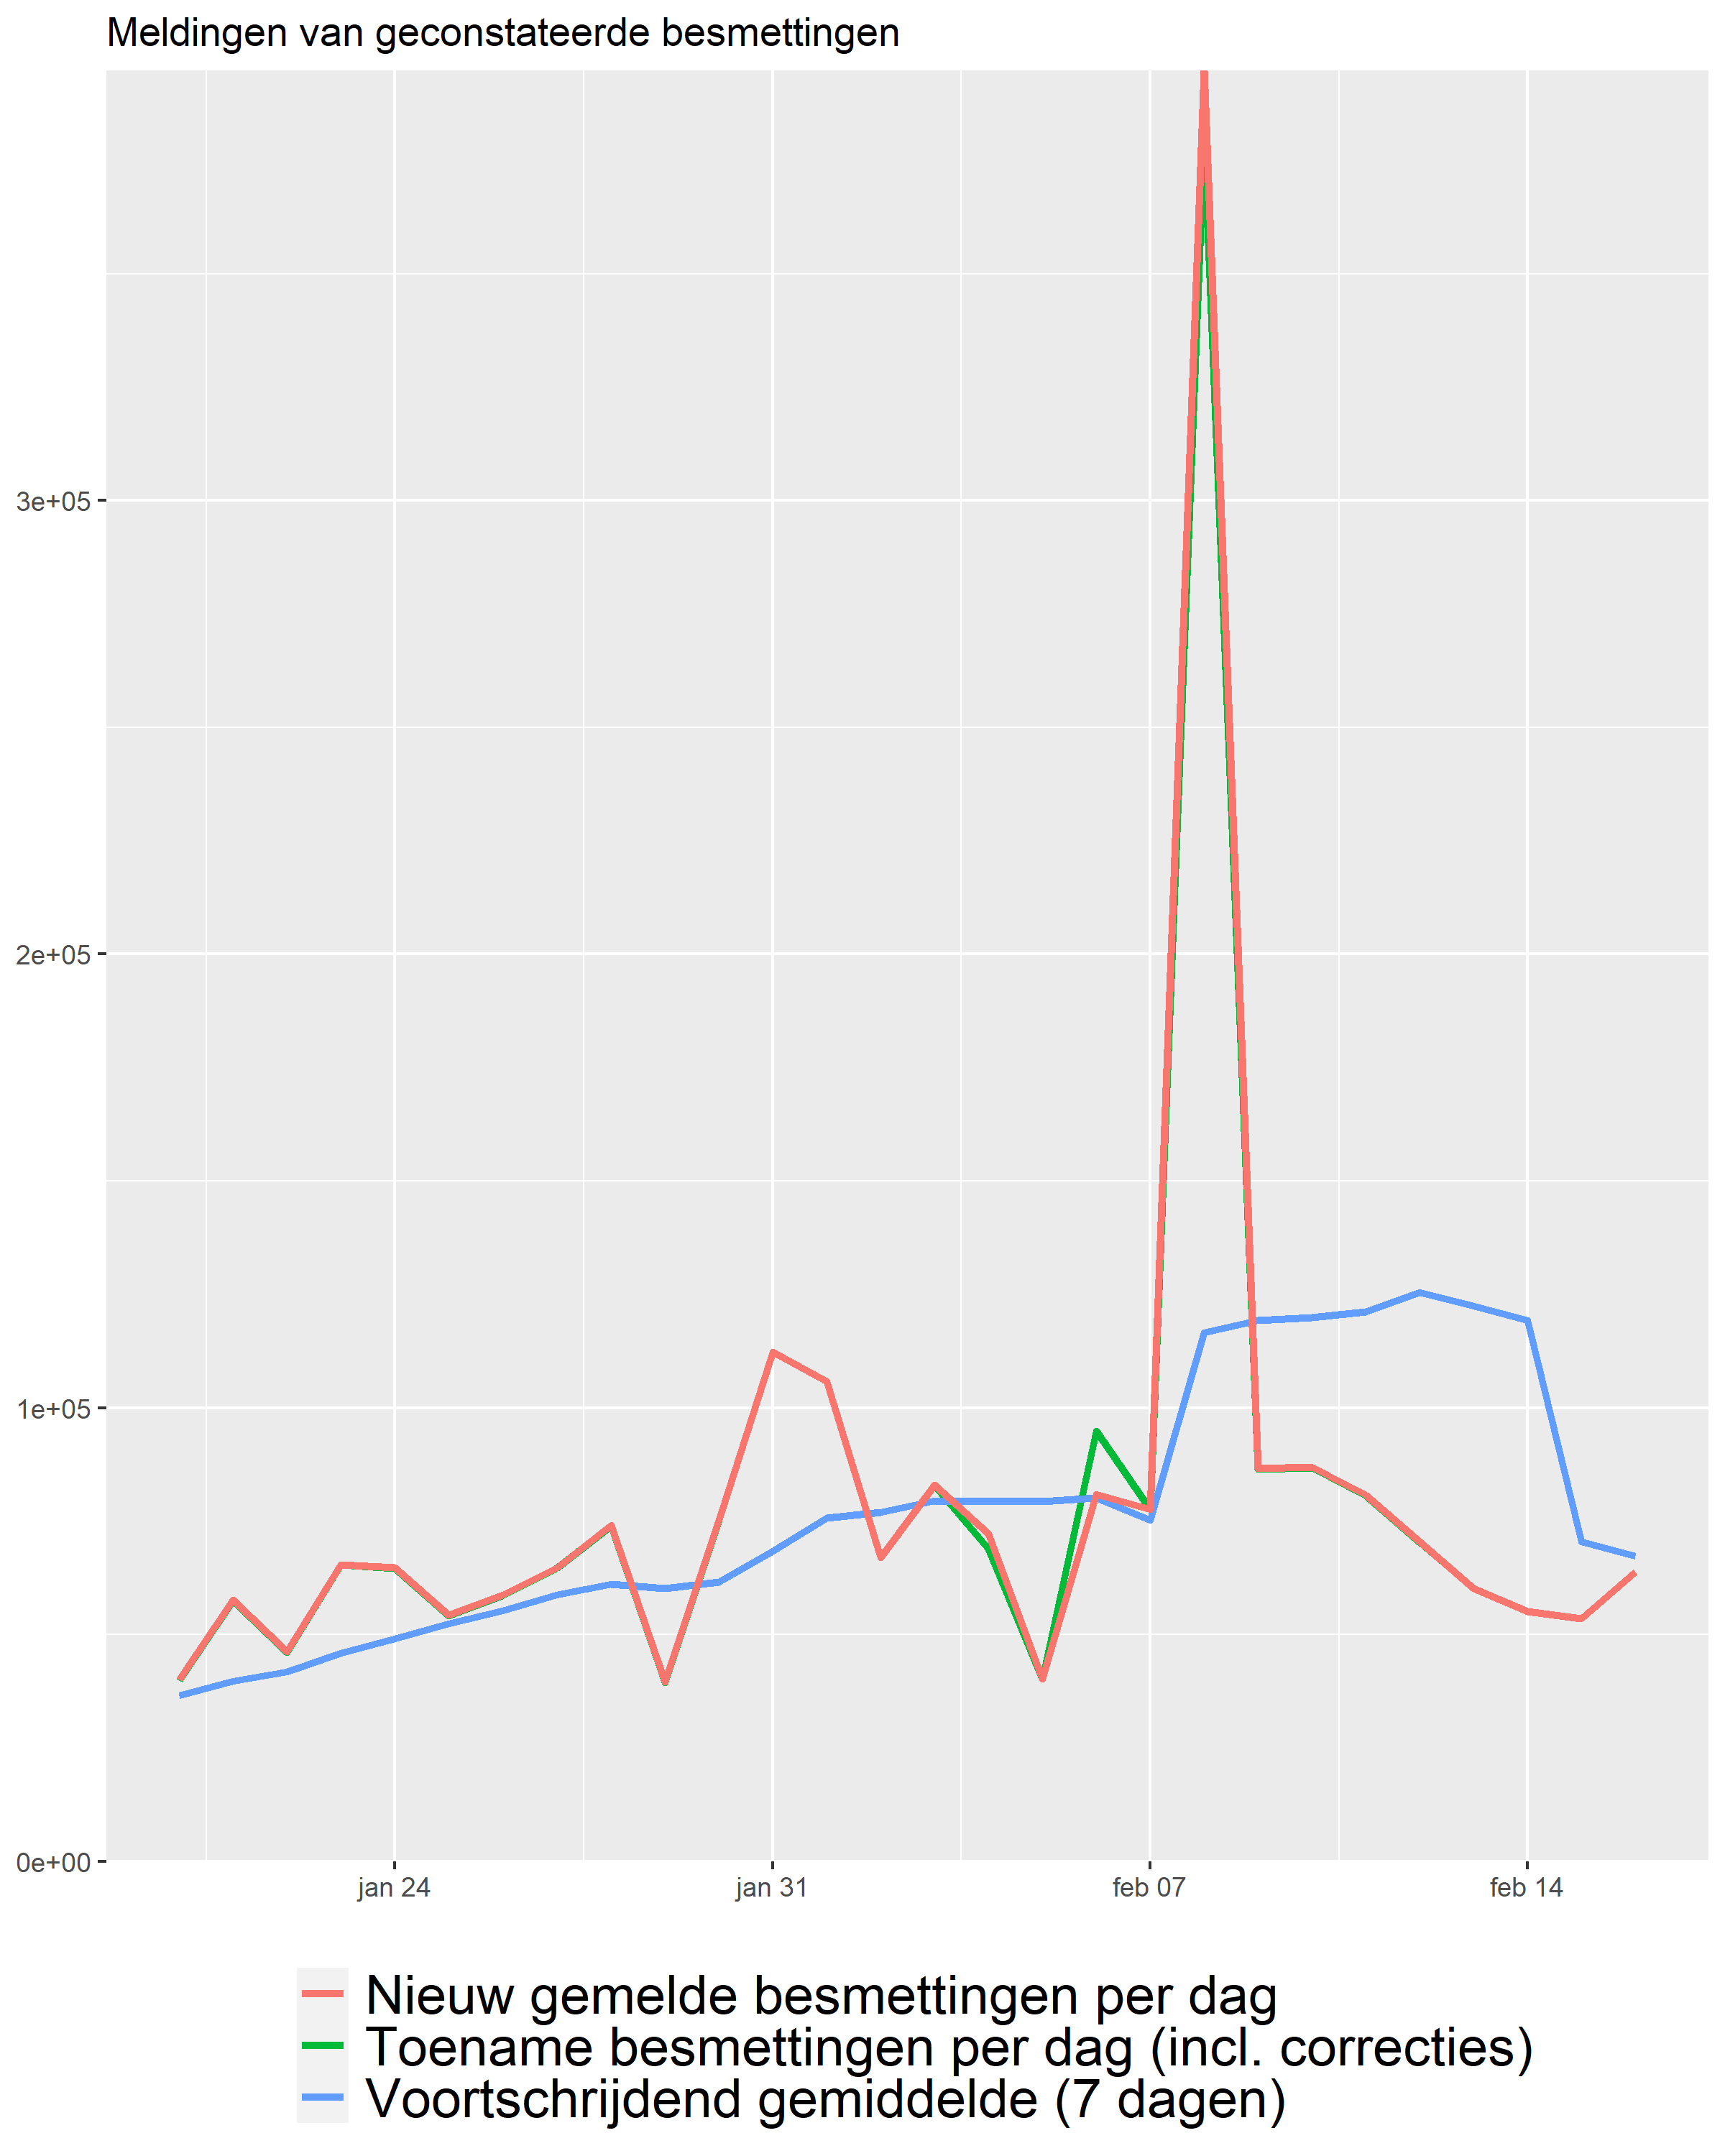 Meldingen van geconstateerde besmettingen
3e+05
2e+05
1e+05
0e+00
jan 24
jan 31
feb 07
feb 14
Nieuw gemelde besmettingen per dag
Toename besmettingen per dag (incl. correcties)
Voortschrijdend gemiddelde (7 dagen)